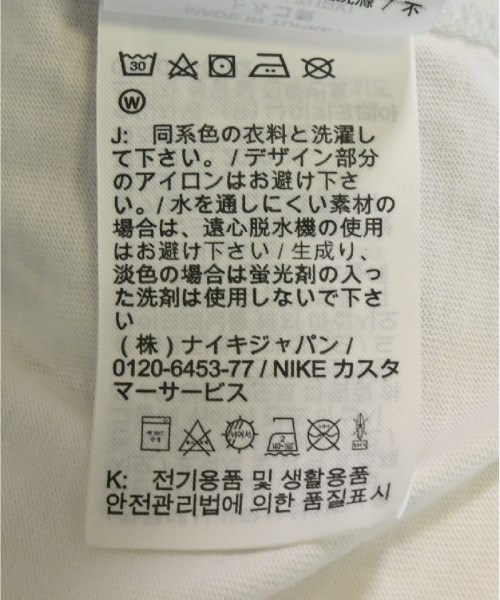 30
W
J: 同系色の衣料と洗濯し
て下さい。/ デザイン部分
のアイロンはお避け下さ
い。/ 水を通しにくい素材の
場合は、遠心脱水機の使用
はお避け下さい / 生成り、
淡色の場合は蛍光剤の入っ
た洗剤は使用しないで下さ
い
(株) ナイキジャパン /
0120-6453-77 / NIKE カスタ
マーサービス
K: 전기용품 및 생활용품
안전관리법에 의한 품질표시